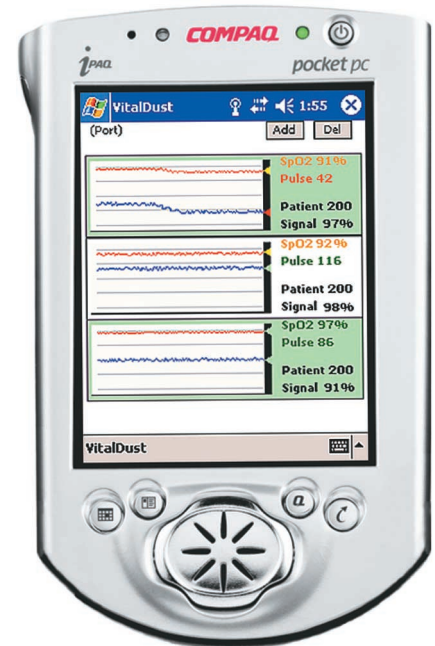 COMPAQ
iPAQ pocket pc
VitalDust 1:55
(Port) Add Del
SpO2 91%
Pulse 42
Patient 200
Signal 97%
SpO2 92%
Pulse 116
Patient 200
Signal 98%
SpO2 97%
Pulse 86
Patient 200
Signal 91%
VitalDust